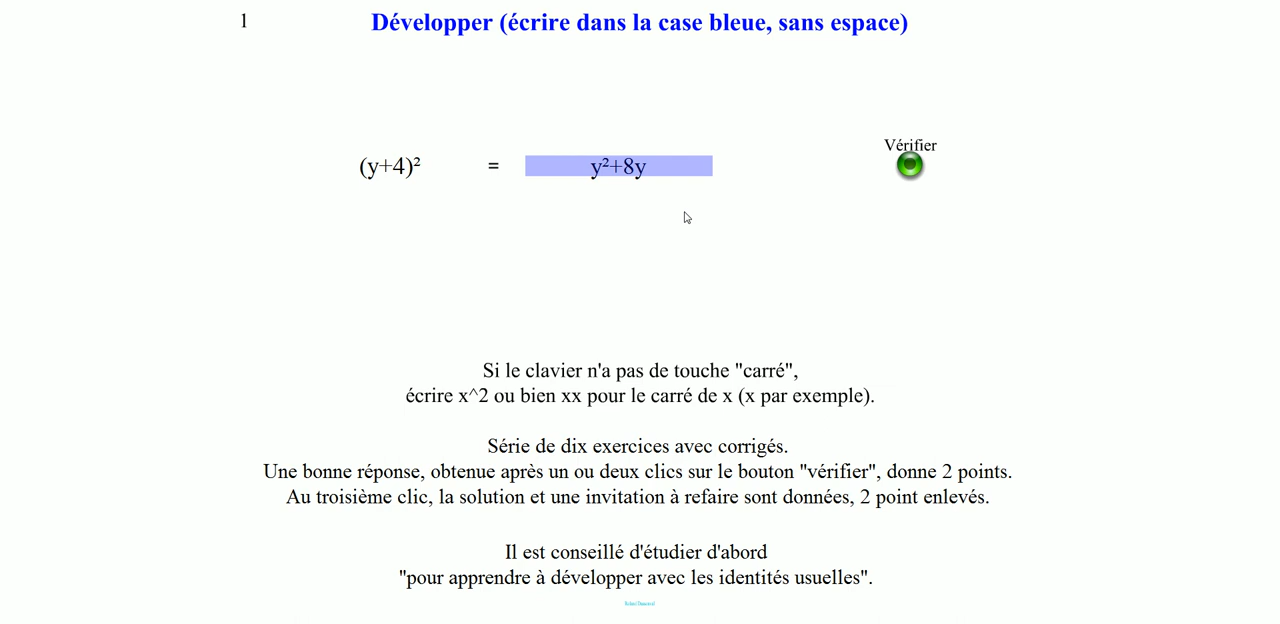 1
Développer (écrire dans la case bleue, sans espace)
Vérifier
(y+4)² = y²+8y
Si le clavier n'a pas de touche "carré",
écrire x^2 ou bien xx pour le carré de x (x par exemple).
Série de dix exercices avec corrigés.
Une bonne réponse, obtenue après un ou deux clics sur le bouton "vérifier", donne 2 points.
Au troisième clic, la solution et une invitation à refaire sont données, 2 point enlevés.
Il est conseillé d'étudier d'abord
"pour apprendre à développer avec les identités usuelles".